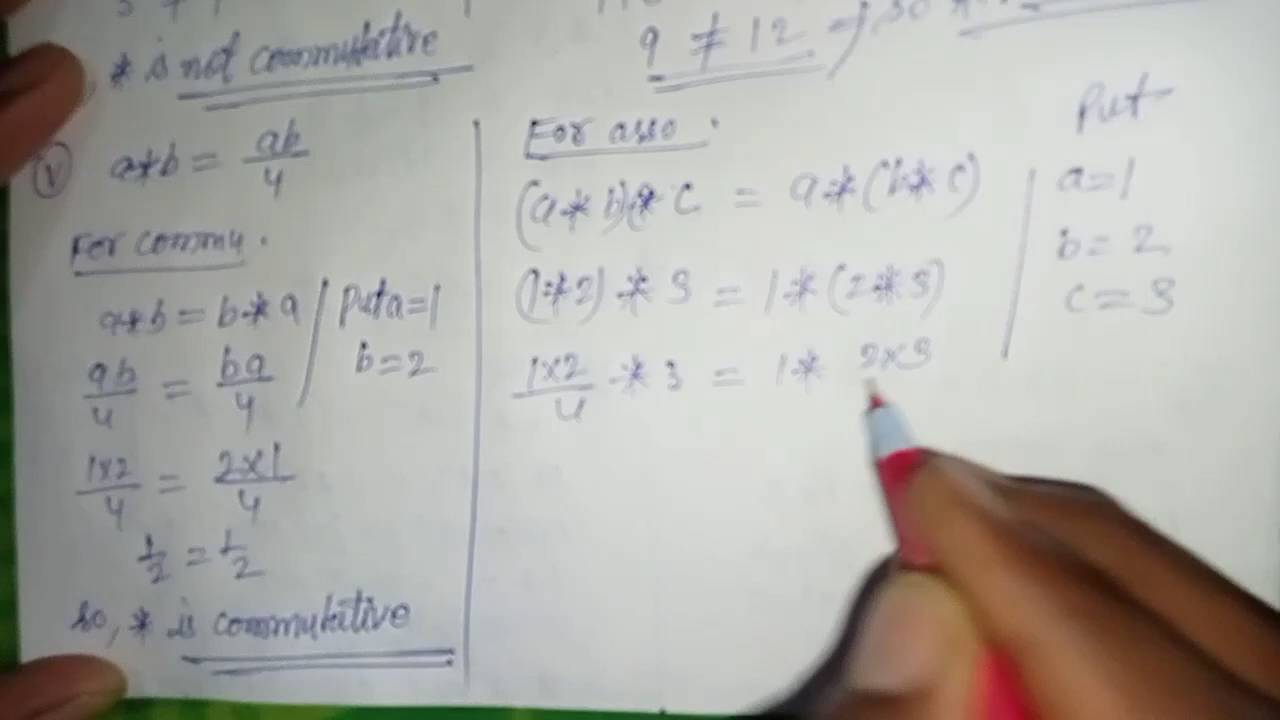 * is not commutative
9 ≠ 12 ⇒ so *
(v) a*b = ab/4
For commu.
a*b = b*a / Put a=1
b=2
ab/4 = ba/4
1×2/4 = 2×1/4
1/2 = 1/2
so, * is commutative
For asso.
(a*b)*c = a*(b*c)
(1*2)*3 = 1*(2*3)
1×2/4 * 3 = 1* 2×3
Put
a=1
b=2
c=3